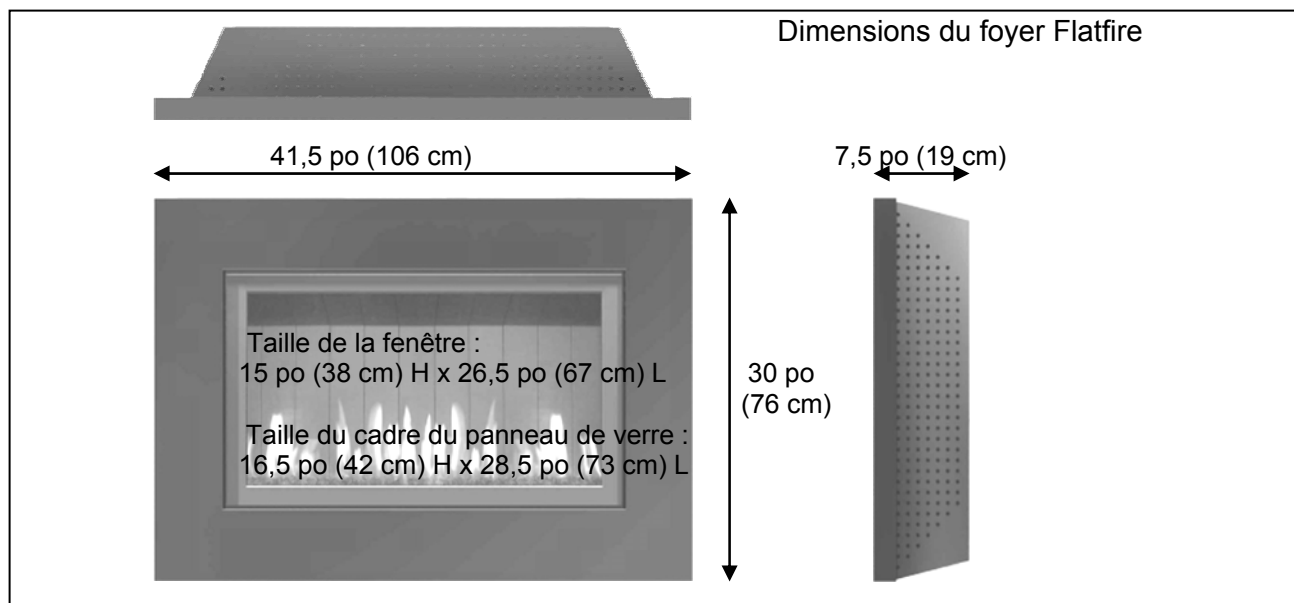 Dimensions du foyer Flatfire
41,5 po (106 cm)
7,5 po (19 cm)
Taille de la fenêtre :
15 po (38 cm) H x 26,5 po (67 cm) L
30 po
(76 cm)
Taille du cadre du panneau de verre :
16,5 po (42 cm) H x 28,5 po (73 cm) L